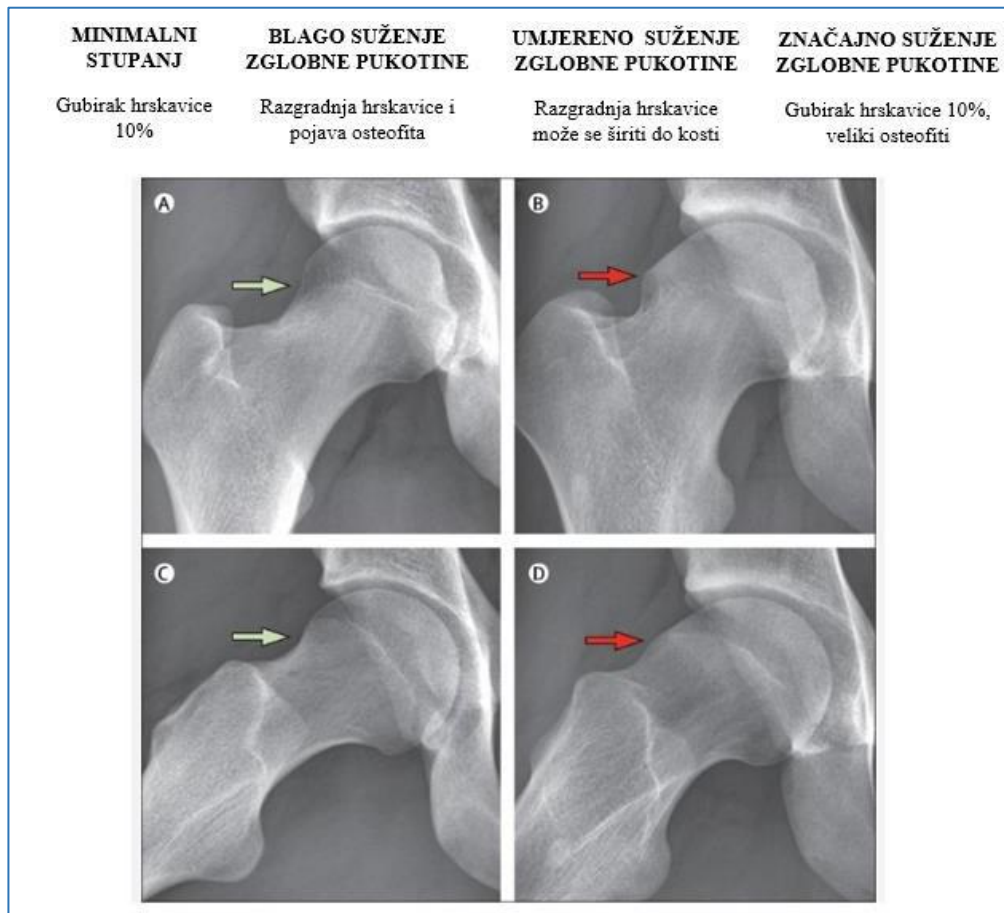 MINIMALNI
STUPANJ
Gubirak hrskavice
10%
BLAGO SUŽENJE
ZGLOBNE PUKOTINE
Razgradnja hrskavice i
pojava osteofita
UMJERENO SUŽENJE
ZGLOBNE PUKOTINE
Razgradnja hrskavice
može se širiti do kosti
ZNAČAJNO SUŽENJE
ZGLOBNE PUKOTINE
Gubirak hrskavice 10%,
veliki osteofiti
A
B
C
D